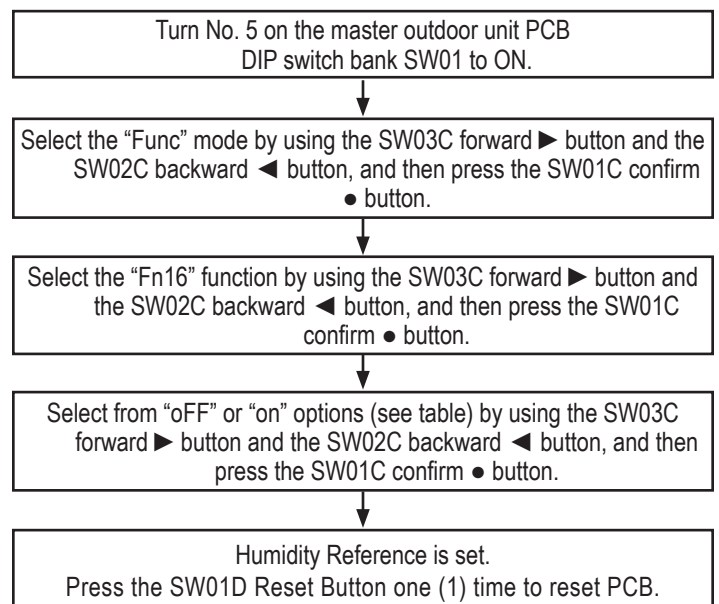 Turn No. 5 on the master outdoor unit PCB
DIP switch bank SW01 to ON.
Select the “Func” mode by using the SW03C forward ► button and the
SW02C backward ◄ button, and then press the SW01C confirm
● button.
Select the “Fn16” function by using the SW03C forward ► button and
the SW02C backward ◄ button, and then press the SW01C
confirm ● button.
Select from “oFF” or “on” options (see table) by using the SW03C
forward ► button and the SW02C backward ◄ button, and then
press the SW01C confirm ● button.
Humidity Reference is set.
Press the SW01D Reset Button one (1) time to reset PCB.